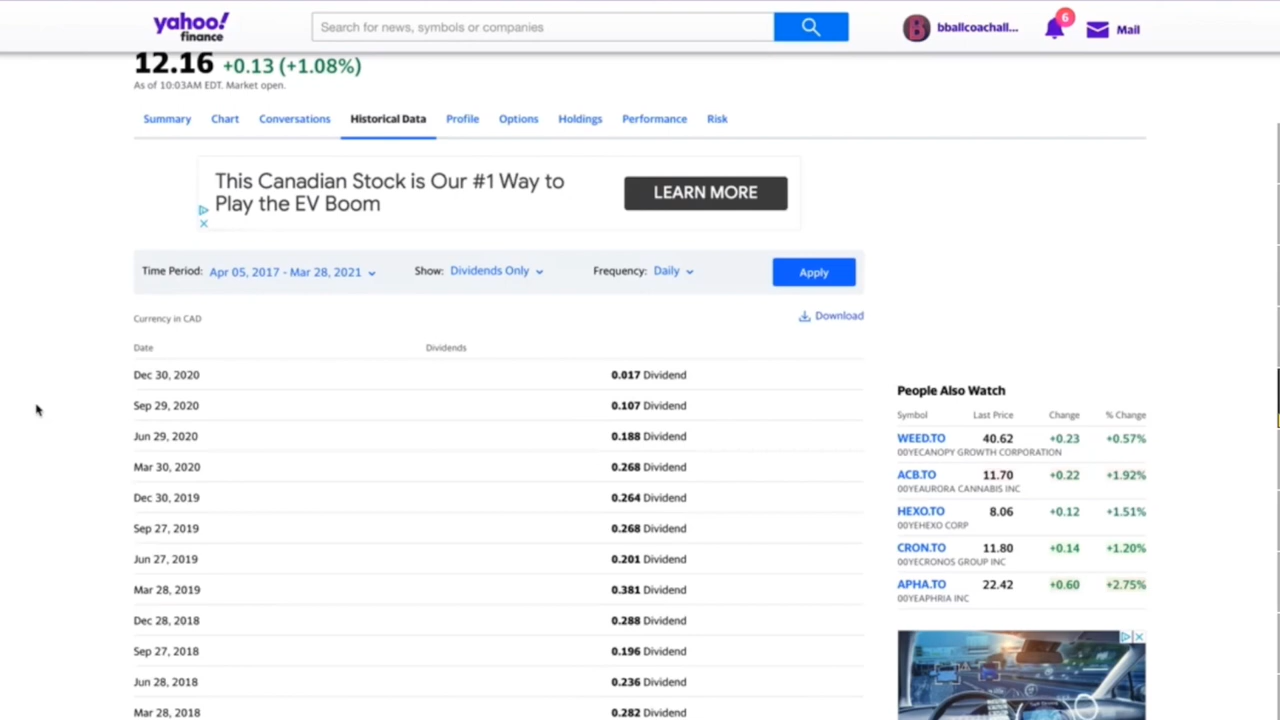 yahoo!
finance
Search for news, symbols or companies
B
bballcoachall...
6
Mail
12.16 +0.13 (+1.08%)
As of 10:03AM EDT. Market open.
Summary Chart Conversations Historical Data Profile Options Holdings Performance Risk
This Canadian Stock is Our #1 Way to
Play the EV Boom
LEARN MORE
Time Period: Apr 05, 2017 - Mar 28, 2021 Show: Dividends Only Frequency: Daily Apply
Currency in CAD Download
Date Dividends
Dec 30, 2020 0.017 Dividend
Sep 29, 2020 0.107 Dividend
Jun 29, 2020 0.188 Dividend
Mar 30, 2020 0.268 Dividend
Dec 30, 2019 0.264 Dividend
Sep 27, 2019 0.268 Dividend
Jun 27, 2019 0.201 Dividend
Mar 28, 2019 0.381 Dividend
Dec 28, 2018 0.288 Dividend
Sep 27, 2018 0.196 Dividend
Jun 28, 2018 0.236 Dividend
Mar 28, 2018 0.282 Dividend
People Also Watch
Symbol Last Price Change % Change
WEED.TO 40.62 +0.23 +0.57%
00YECANOPY GROWTH CORPORATION
ACB.TO 11.70 +0.22 +1.92%
00YEAURORA CANNABIS INC
HEXO.TO 8.06 +0.12 +1.51%
00YEHEXO CORP
CRON.TO 11.80 +0.14 +1.20%
00YECRONOS GROUP INC
APHA.TO 22.42 +0.60 +2.75%
00YEAPHRIA INC